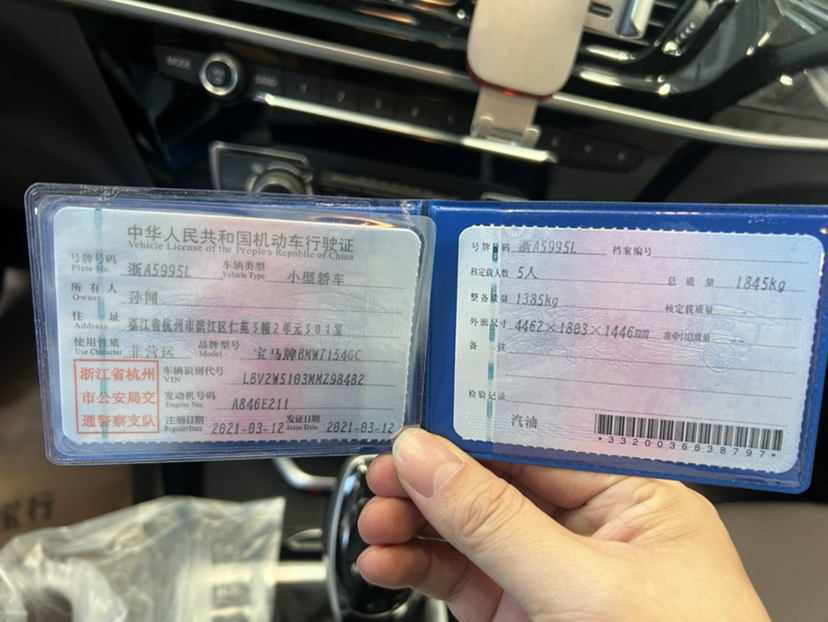 MODE
1 2 3 4
中华人民共和国机动车行驶证
Vehicle License of the People's Republic of China
号牌号码 Plate No. 浙A5995L 车辆类型 Vehicle Type 小型轿车
所有人 Owner 孙闻
住址 Address 浙江省杭州市滨江区仁苑3幢2单元301室
使用性质 Use Character 非营运 品牌型号 Model 宝马牌BMW7154GC
浙江省杭州
市公安局交
通警察支队
车辆识别代号 VIN LBV2W5103MMZ98482
发动机号码 Engine No. A846E211
注册日期 Register Date 2021-03-12 发证日期 Issue Date 2021-03-12
号牌号码 浙A5995L 档案编号
核定载人数 5人 总质量 1845kg
整备质量 1385kg 核定载质量 --
外廓尺寸 4462×1803×1446mm 准牵引总质量 --
备注
检验记录
汽油
*3320036838797*
宝行